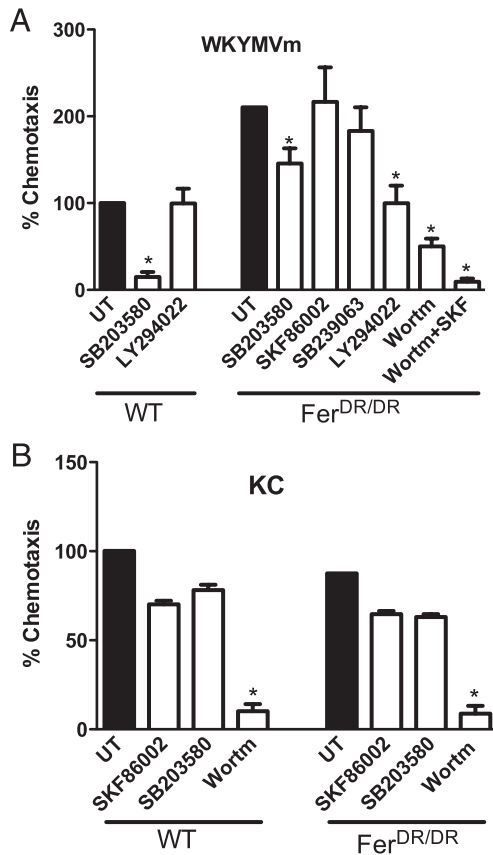 A
WKYMVm
% Chemotaxis
300
200
100
0
*
*
*
*
*
UT
SB203580
LY294022
UT
SB203580
SKF86002
SB239063
LY294022
Wortm
Wortm+SKF
WT
Fer^DR/DR
B
KC
% Chemotaxis
150
100
50
0
*
*
UT
SKF86002
SB203580
Wortm
UT
SKF86002
SB203580
Wortm
WT
Fer^DR/DR